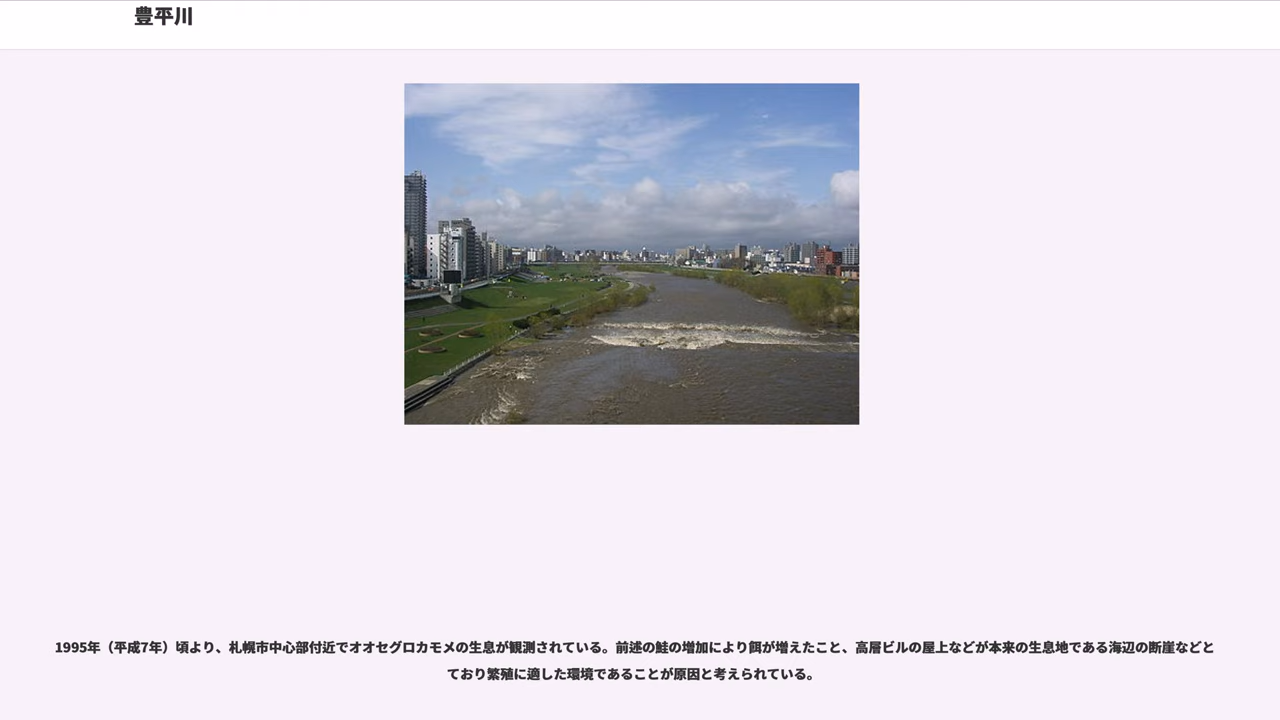 豊平川
1995年（平成7年）頃より、札幌市中心部付近でオオセグロカモメの生息が観測されている。前述の鮭の増加により餌が増えたこと、高層ビルの屋上などが本来の生息地である海辺の断崖などと
ており繁殖に適した環境であることが原因と考えられている。